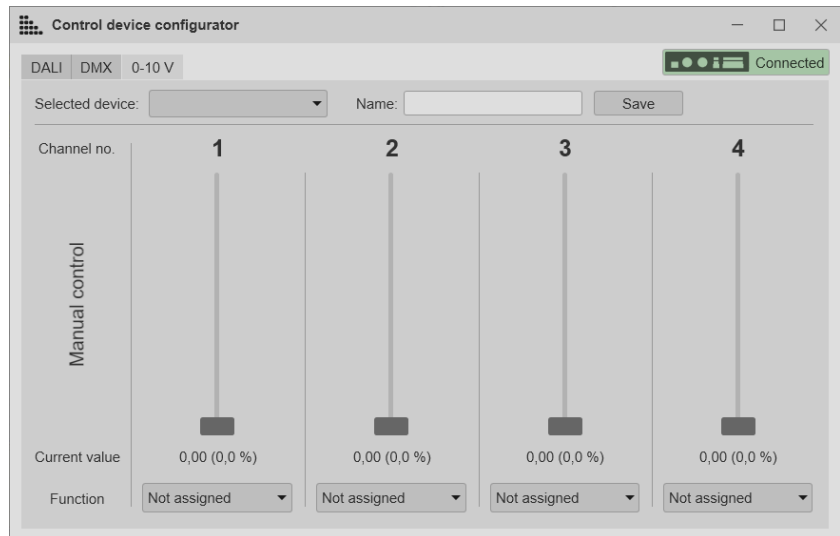 Control device configurator
DALI DMX 0-10 V Connected
Selected device: Name: Save
Channel no. 1 2 3 4
Manual control
Current value 0,00 (0,0 %) 0,00 (0,0 %) 0,00 (0,0 %) 0,00 (0,0 %)
Function Not assigned Not assigned Not assigned Not assigned